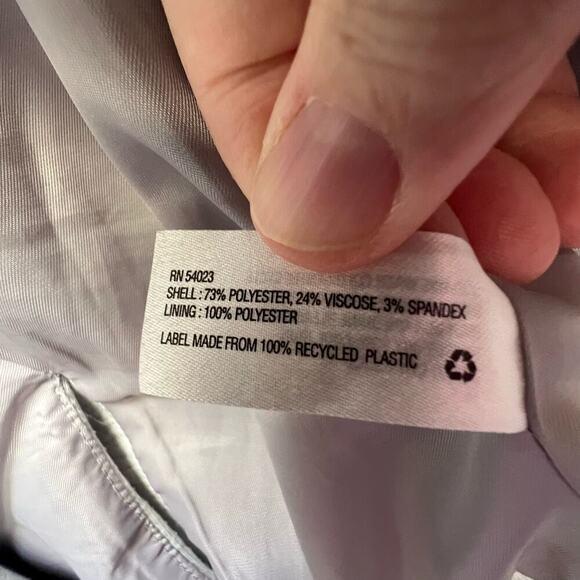 RN 54023
SHELL : 73% POLYESTER, 24% VISCOSE, 3% SPANDEX
LINING : 100% POLYESTER
LABEL MADE FROM 100% RECYCLED PLASTIC